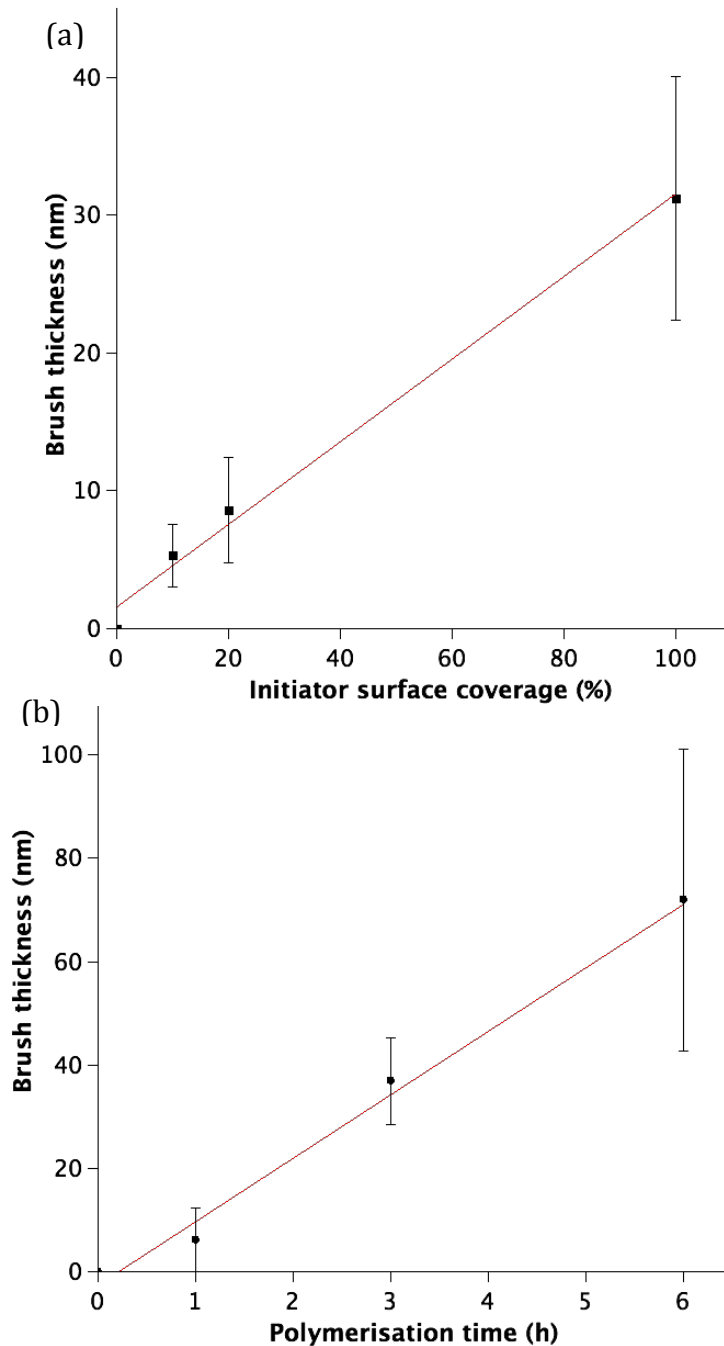 (a)
40
30
20
10
0
Brush thickness (nm)
0 20 40 60 80 100
Initiator surface coverage (%)
(b)
100
80
60
40
20
0
Brush thickness (nm)
0 1 2 3 4 5 6
Polymerisation time (h)